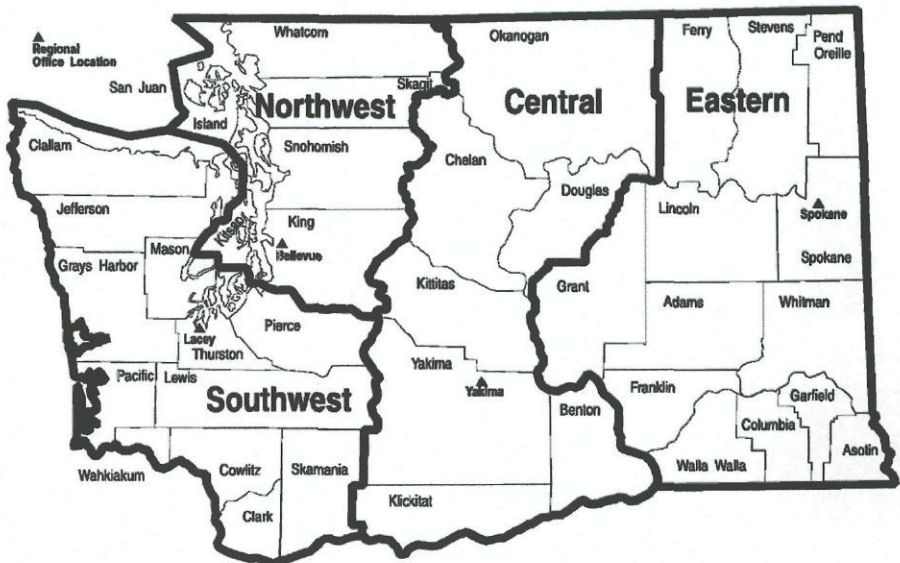 ▲
Regional
Office Location
San Juan
Whatcom
Skagit
Northwest
Island
Snohomish
King
▲
Bellevue
Kitsap
Clallam
Jefferson
Mason
Grays Harbor
▲
Lacey
Thurston
Pierce
Pacific
Lewis
Southwest
Wahkiakum
Cowlitz
Skamania
Clark
Okanogan
Central
Chelan
Douglas
Kittitas
Yakima
▲
Yakima
Benton
Klickitat
Ferry
Stevens
Pend
Oreille
Eastern
Lincoln
▲
Spokane
Spokane
Grant
Adams
Whitman
Franklin
Garfield
Columbia
Walla Walla
Asotin